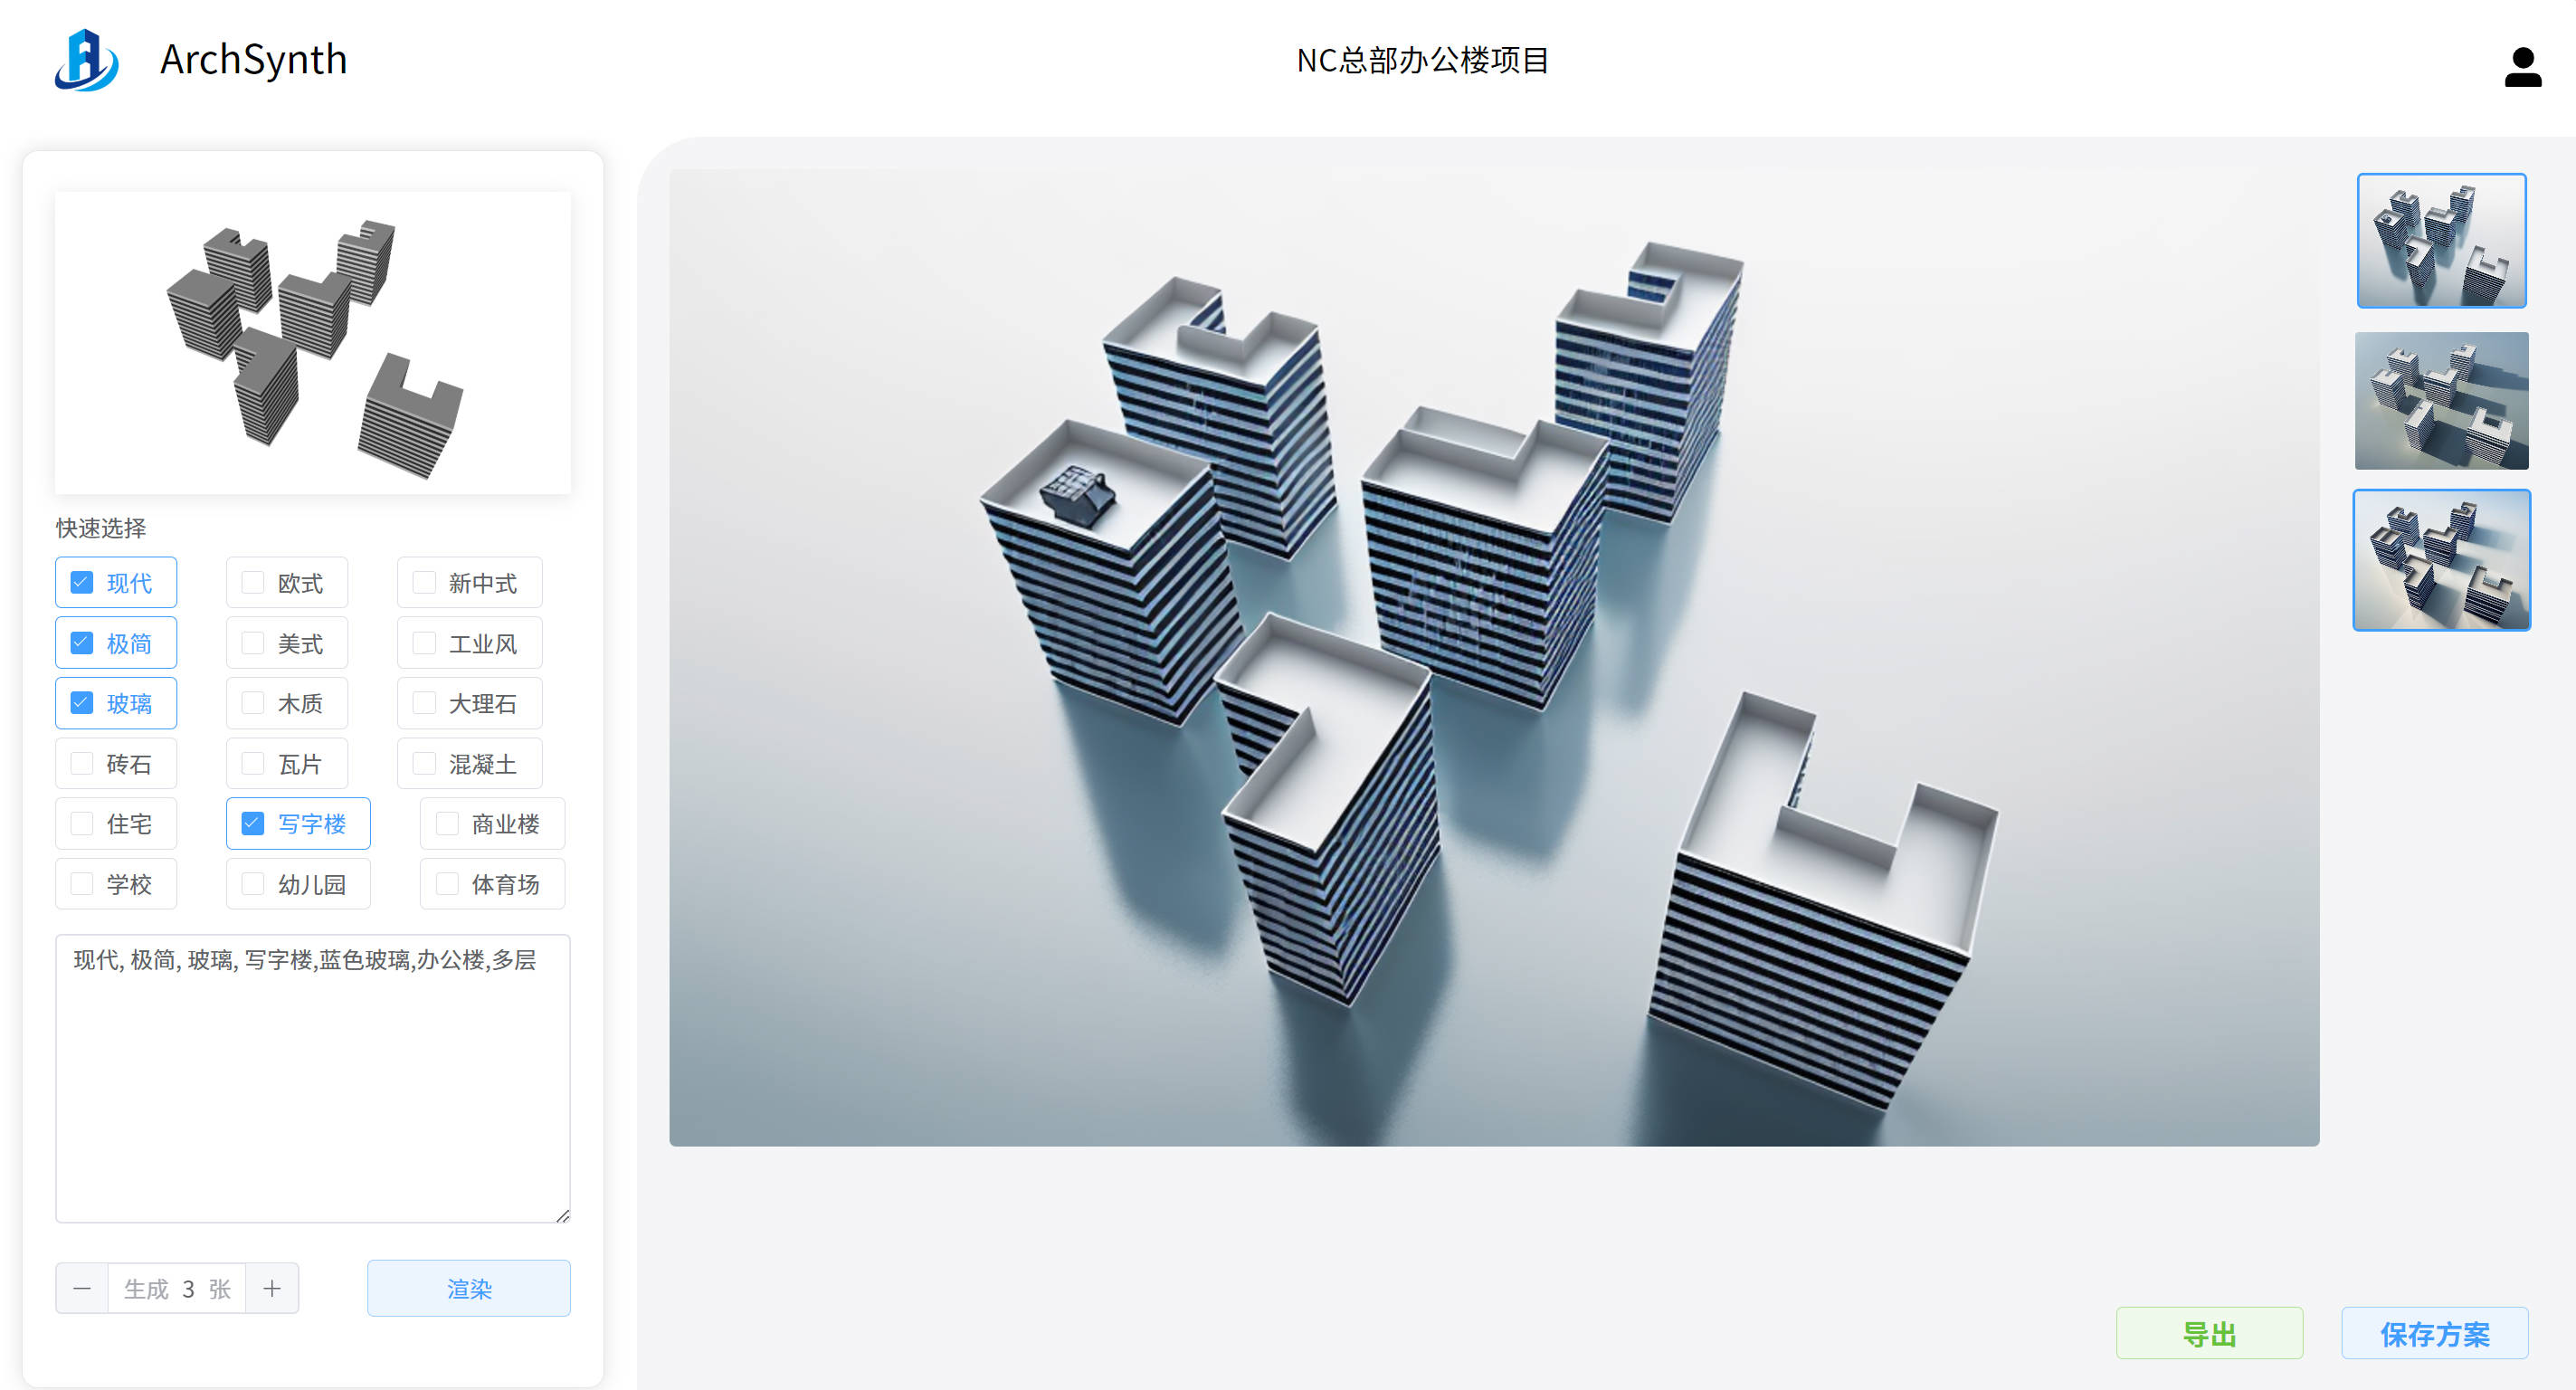 ArchSynth
NC总部办公楼项目
快速选择
现代 欧式 新中式
极简 美式 工业风
玻璃 木质 大理石
砖石 瓦片 混凝土
住宅 写字楼 商业楼
学校 幼儿园 体育场
现代, 极简, 玻璃, 写字楼,蓝色玻璃,办公楼,多层
生成 3 张 渲染
导出 保存方案